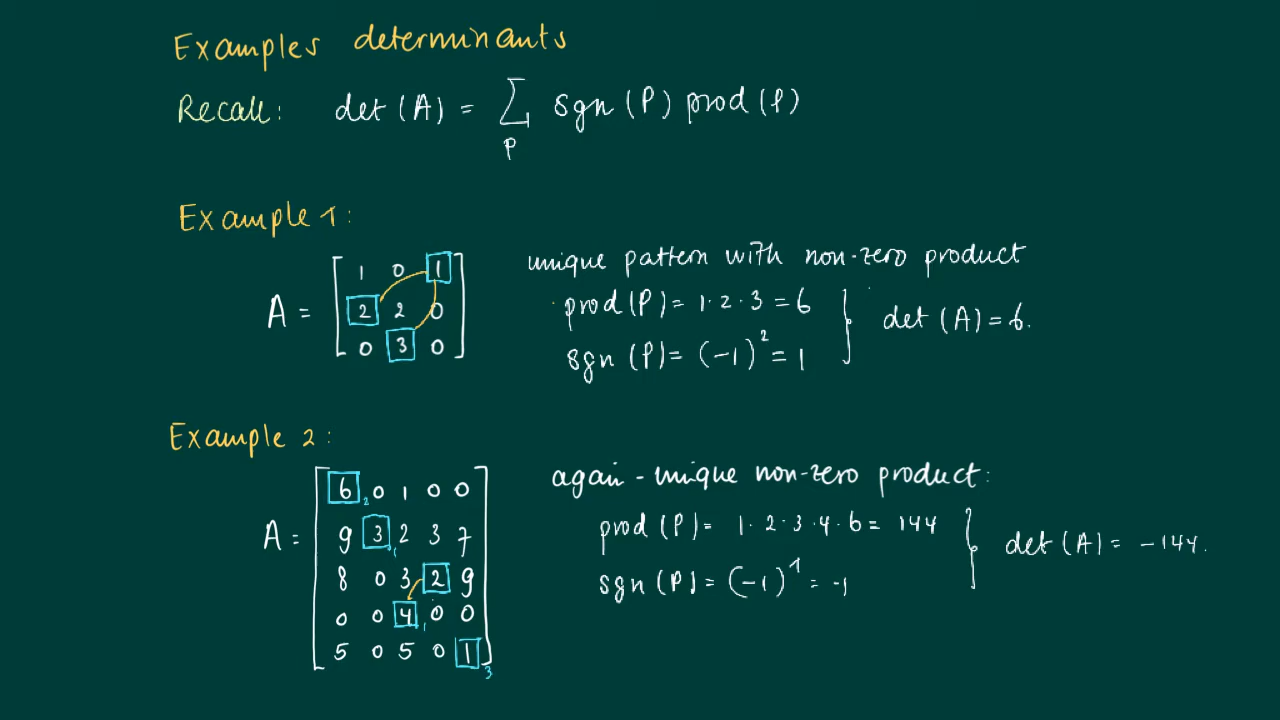 Examples determinants
Recall: det (A) = ∑ sgn (P) prod (P)
P
Example 1:
A = [ 1 0 1
2 2 0
0 3 0 ]
unique pattern with non-zero product
prod (P) = 1·2·3 = 6
sgn (P) = (-1)² = 1
} det (A) = 6.
Example 2:
A = [ 6 2 0 1 0 0
9 3 1 2 3 7
8 0 3 2 9
0 0 4 1 0 0
5 0 5 0 1 ] 3
again - unique non-zero product:
prod (P) = 1·2·3·4·6 = 144
sgn (P) = (-1)¹ = -1
} det (A) = -144.